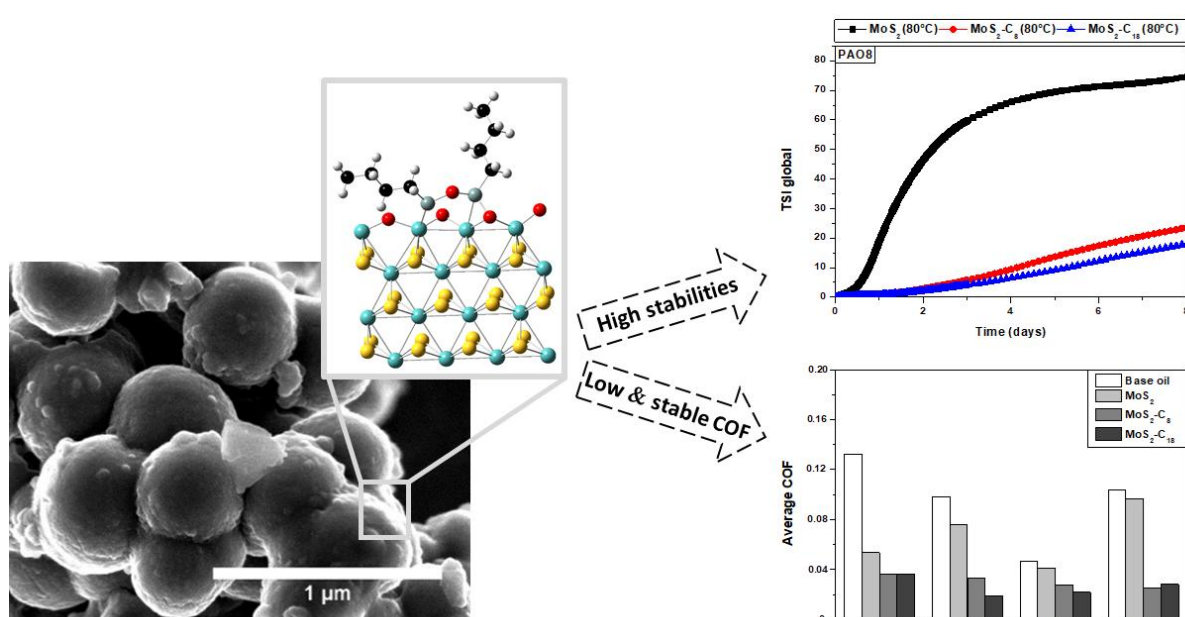 MoS2 (80°C) MoS2-C8 (80°C) MoS2-C18 (80°C)
PAO8
80
70
60
50
40
30
20
10
0
TSI global
0 2 4 6 8
Time (days)
High stabilities
Low & stable COF
1 µm
0.20
0.16
0.12
0.08
0.04
Average COF
Base oil
MoS2
MoS2-C8
MoS2-C18